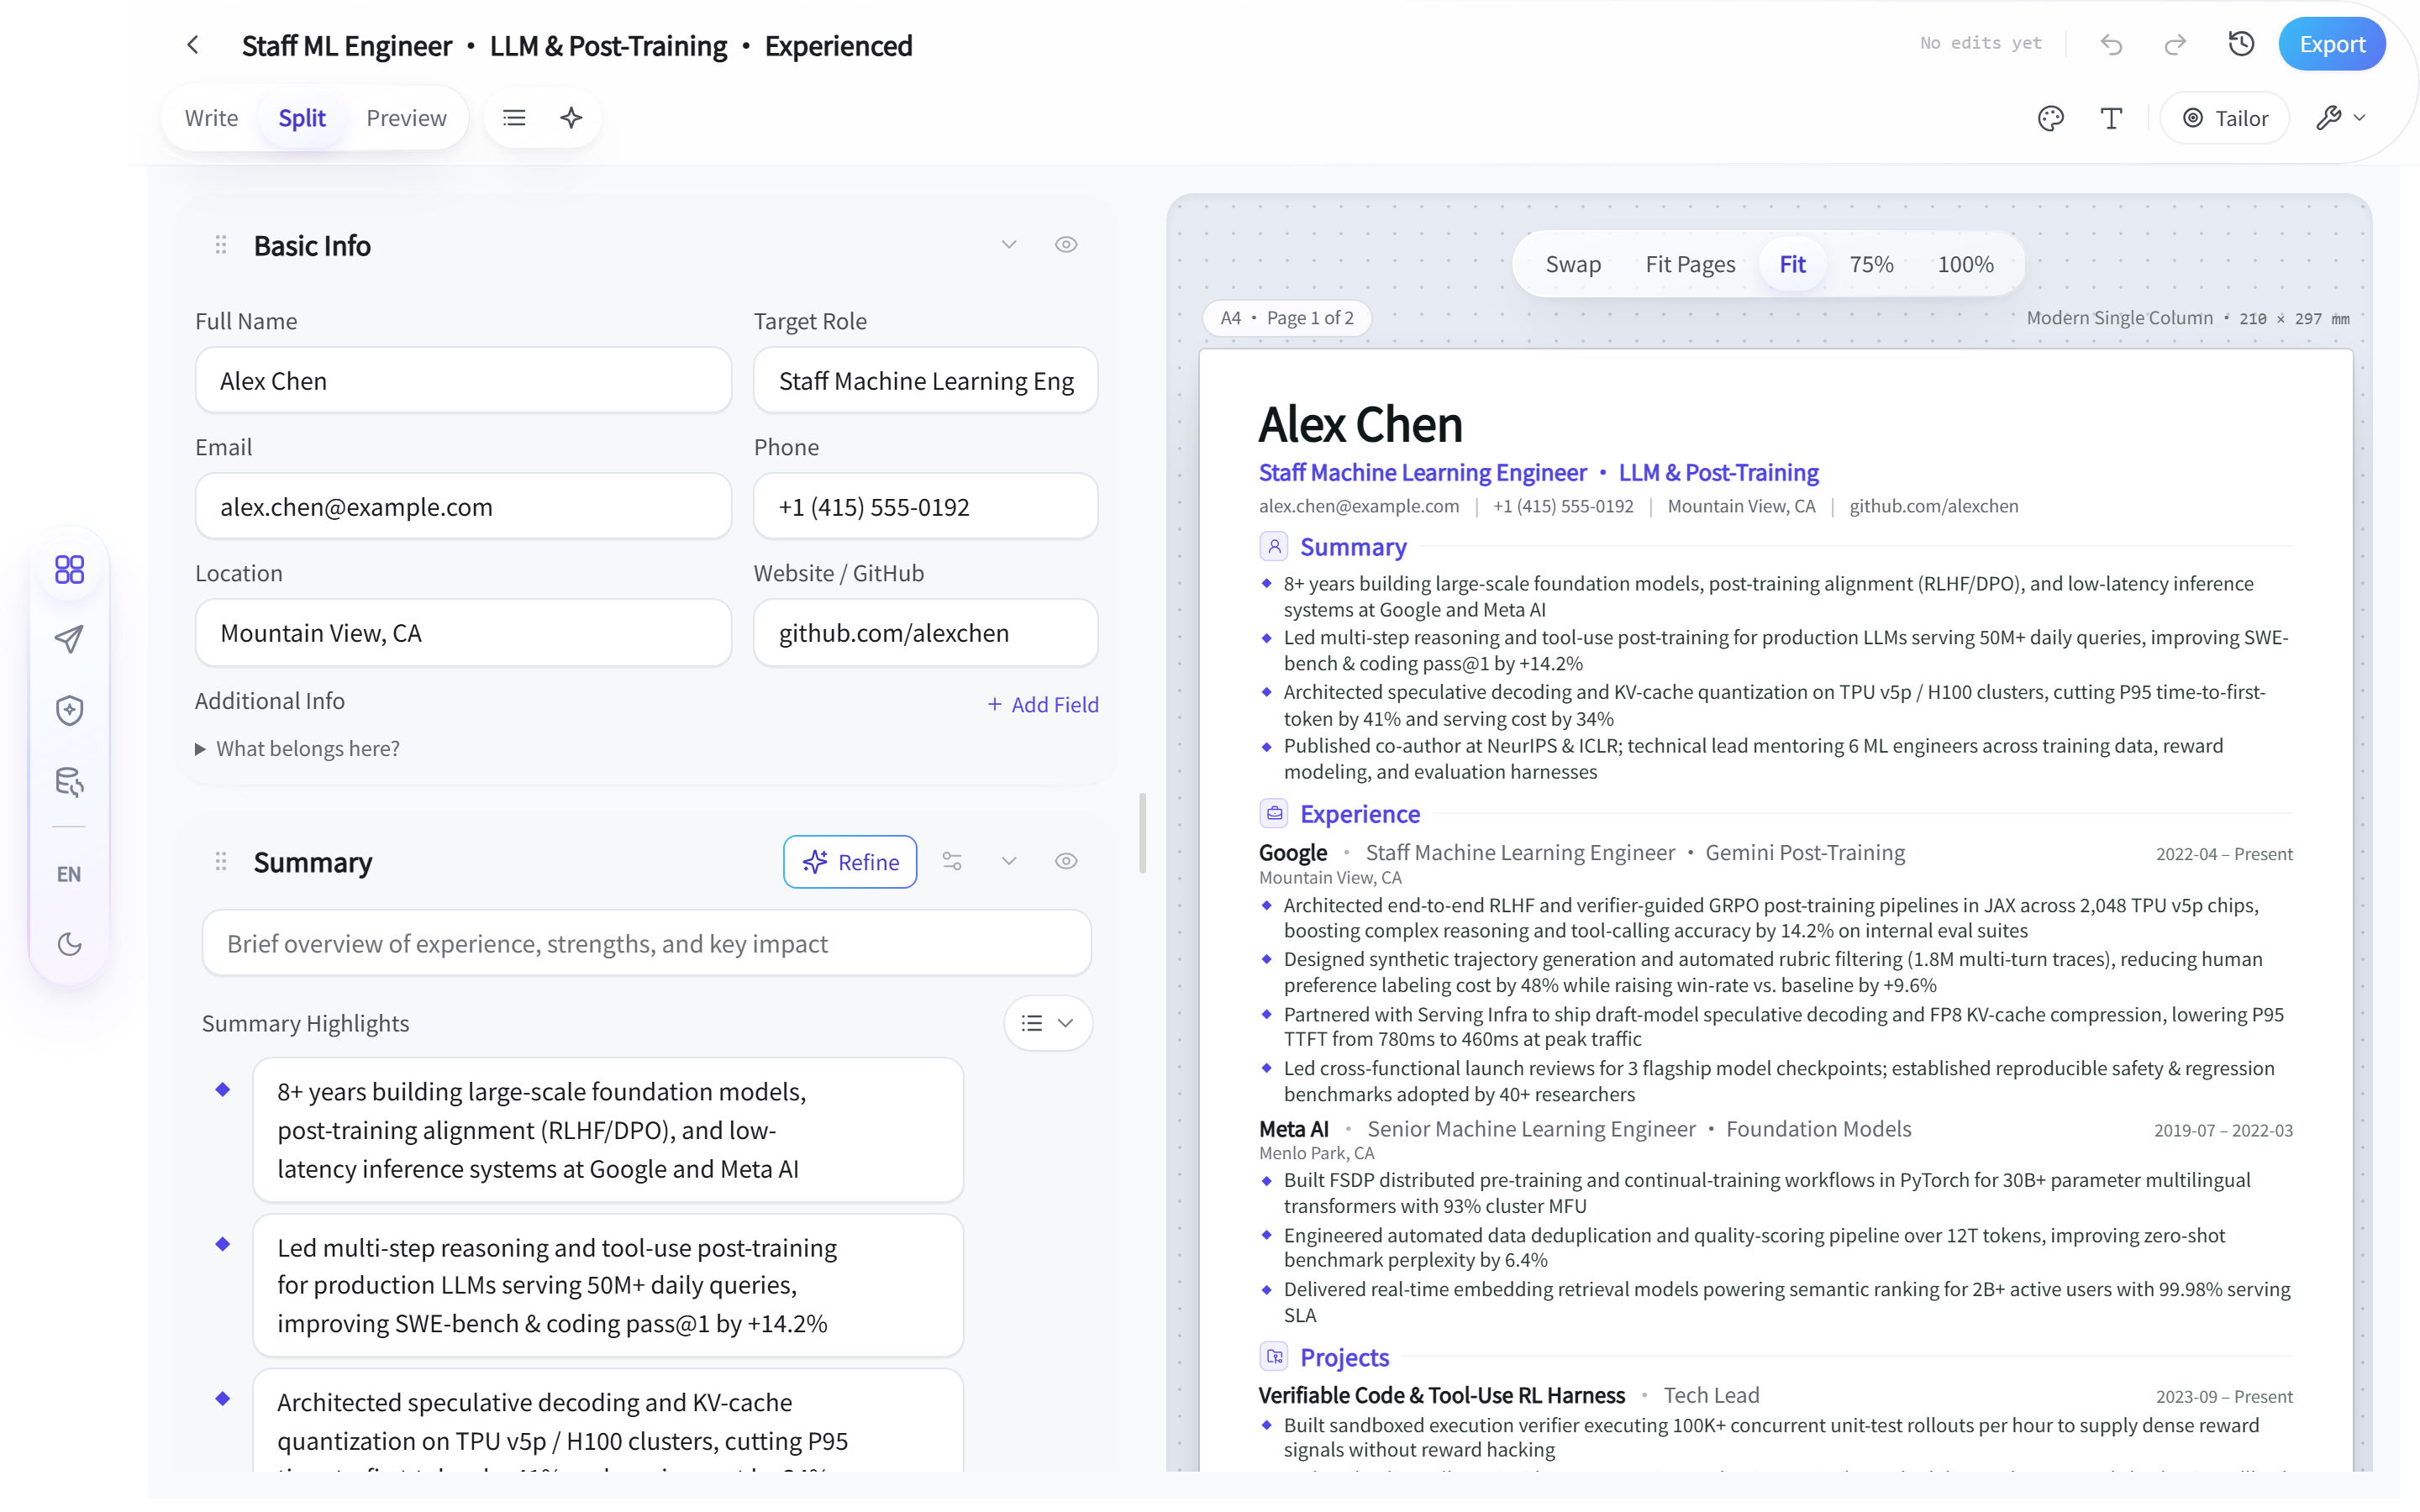 Staff ML Engineer • LLM & Post-Training • Experienced
No edits yet
Export
Write
Split
Preview
Tailor
Basic Info
Full Name
Target Role
Alex Chen
Staff Machine Learning Eng
Email
Phone
alex.chen@example.com
+1 (415) 555-0192
Location
Website / GitHub
Mountain View, CA
github.com/alexchen
Additional Info
+ Add Field
What belongs here?
EN
Summary
Refine
Brief overview of experience, strengths, and key impact
Summary Highlights
8+ years building large-scale foundation models,
post-training alignment (RLHF/DPO), and low-
latency inference systems at Google and Meta AI
Led multi-step reasoning and tool-use post-training
for production LLMs serving 50M+ daily queries,
improving SWE-bench & coding pass@1 by +14.2%
Architected speculative decoding and KV-cache
quantization on TPU v5p / H100 clusters, cutting P95
Swap
Fit Pages
Fit
75%
100%
A4 • Page 1 of 2
Modern Single Column • 210 × 297 mm
Alex Chen
Staff Machine Learning Engineer • LLM & Post-Training
alex.chen@example.com | +1 (415) 555-0192 | Mountain View, CA | github.com/alexchen
Summary
8+ years building large-scale foundation models, post-training alignment (RLHF/DPO), and low-latency inference
systems at Google and Meta AI
Led multi-step reasoning and tool-use post-training for production LLMs serving 50M+ daily queries, improving SWE-
bench & coding pass@1 by +14.2%
Architected speculative decoding and KV-cache quantization on TPU v5p / H100 clusters, cutting P95 time-to-first-
token by 41% and serving cost by 34%
Published co-author at NeurIPS & ICLR; technical lead mentoring 6 ML engineers across training data, reward
modeling, and evaluation harnesses
Experience
Google • Staff Machine Learning Engineer • Gemini Post-Training
2022-04 – Present
Mountain View, CA
Architected end-to-end RLHF and verifier-guided GRPO post-training pipelines in JAX across 2,048 TPU v5p chips,
boosting complex reasoning and tool-calling accuracy by 14.2% on internal eval suites
Designed synthetic trajectory generation and automated rubric filtering (1.8M multi-turn traces), reducing human
preference labeling cost by 48% while raising win-rate vs. baseline by +9.6%
Partnered with Serving Infra to ship draft-model speculative decoding and FP8 KV-cache compression, lowering P95
TTFT from 780ms to 460ms at peak traffic
Led cross-functional launch reviews for 3 flagship model checkpoints; established reproducible safety & regression
benchmarks adopted by 40+ researchers
Meta AI • Senior Machine Learning Engineer • Foundation Models
2019-07 – 2022-03
Menlo Park, CA
Built FSDP distributed pre-training and continual-training workflows in PyTorch for 30B+ parameter multilingual
transformers with 93% cluster MFU
Engineered automated data deduplication and quality-scoring pipeline over 12T tokens, improving zero-shot
benchmark perplexity by 6.4%
Delivered real-time embedding retrieval models powering semantic ranking for 2B+ active users with 99.98% serving
SLA
Projects
Verifiable Code & Tool-Use RL Harness • Tech Lead
2023-09 – Present
Built sandboxed execution verifier executing 100K+ concurrent unit-test rollouts per hour to supply dense reward
signals without reward hacking